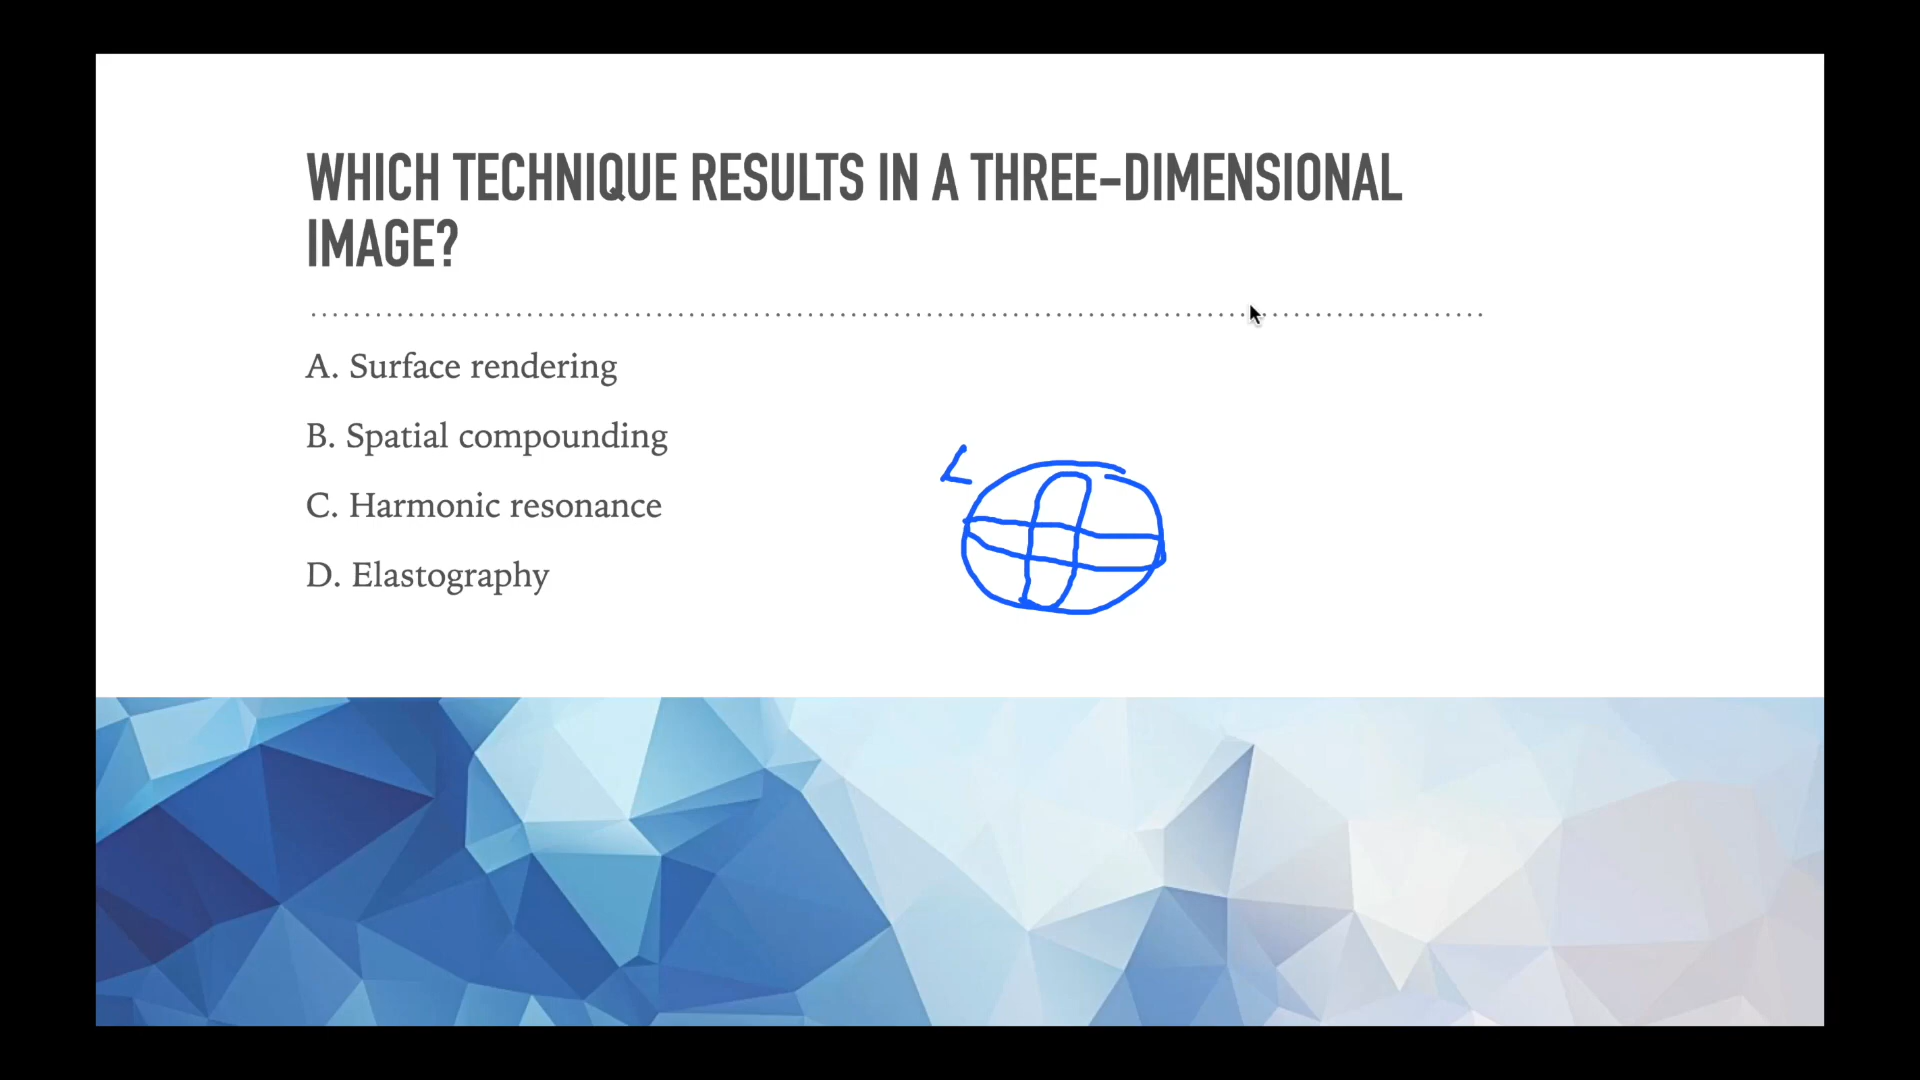 WHICH TECHNIQUE RESULTS IN A THREE-DIMENSIONAL
IMAGE?
A. Surface rendering
B. Spatial compounding
C. Harmonic resonance
D. Elastography